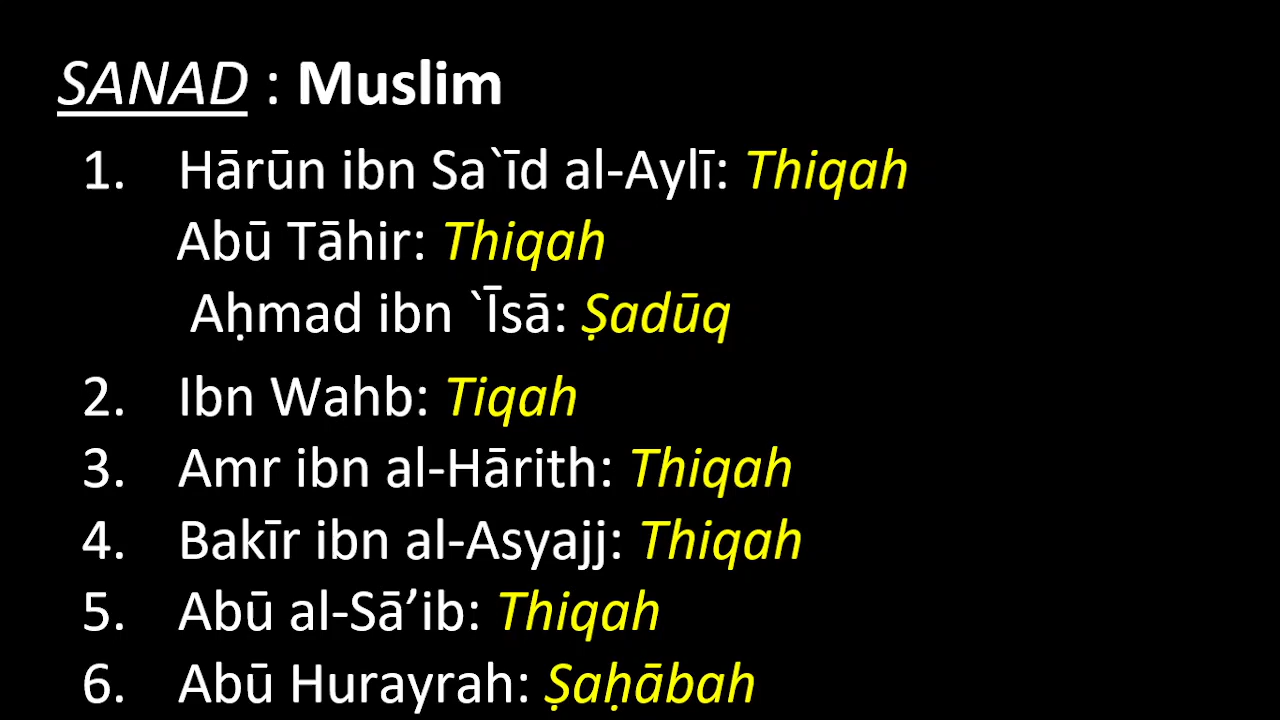 SANAD : Muslim
1. Hārūn ibn Sa`īd al-Aylī: Thiqah
Abū Tāhir: Thiqah
Aḥmad ibn `Īsā: Ṣadūq
2. Ibn Wahb: Tiqah
3. Amr ibn al-Hārith: Thiqah
4. Bakīr ibn al-Asyajj: Thiqah
5. Abū al-Sā’ib: Thiqah
6. Abū Hurayrah: Ṣaḥābah